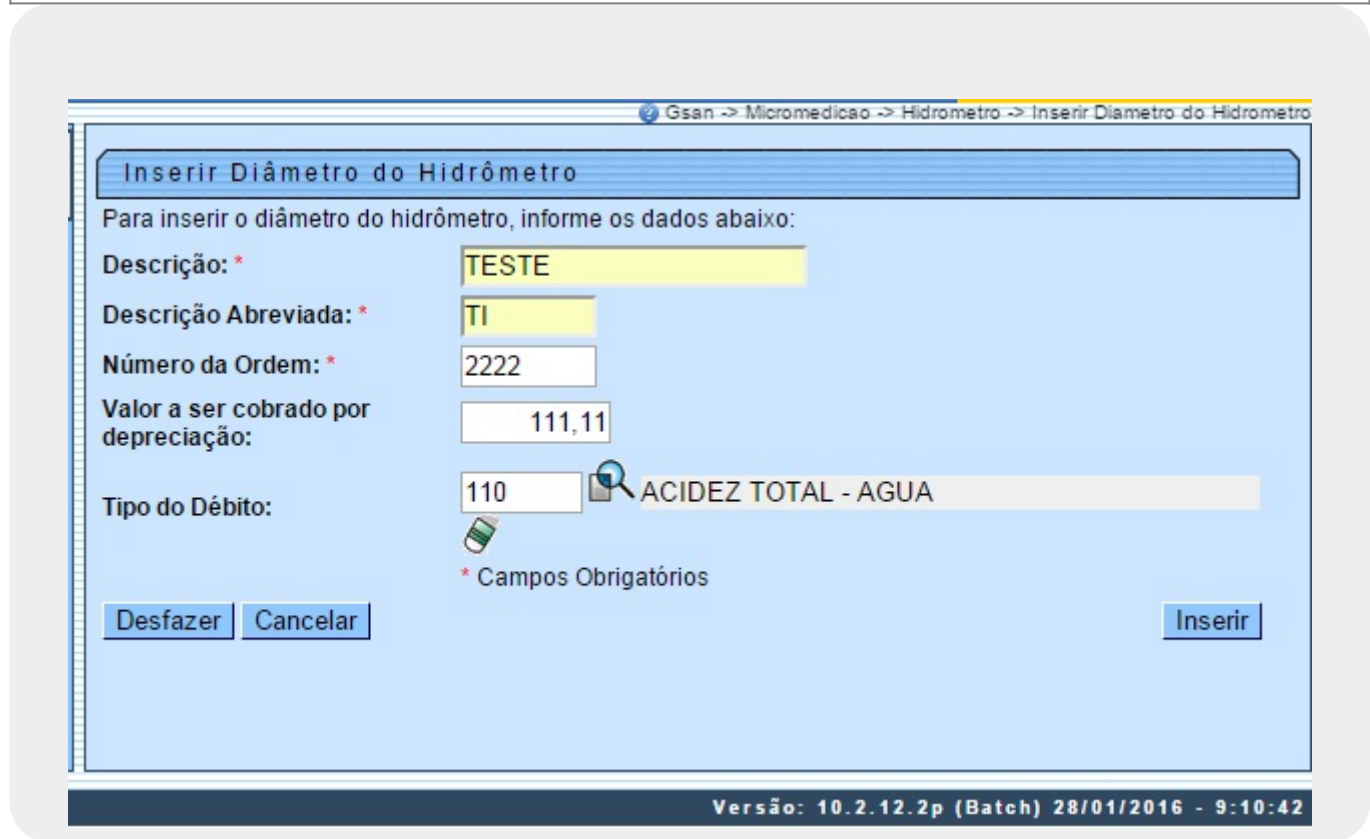 Gsan -> Micromedicao -> Hidrometro -> Inserir Diametro do Hidrometro
Inserir Diâmetro do Hidrômetro
Para inserir o diâmetro do hidrômetro, informe os dados abaixo:
Descrição: * TESTE
Descrição Abreviada: * TI
Número da Ordem: * 2222
Valor a ser cobrado por
depreciação: 111,11
Tipo do Débito: 110 ACIDEZ TOTAL - AGUA
* Campos Obrigatórios
Desfazer Cancelar Inserir
Versão: 10.2.12.2p (Batch) 28/01/2016 - 9:10:42